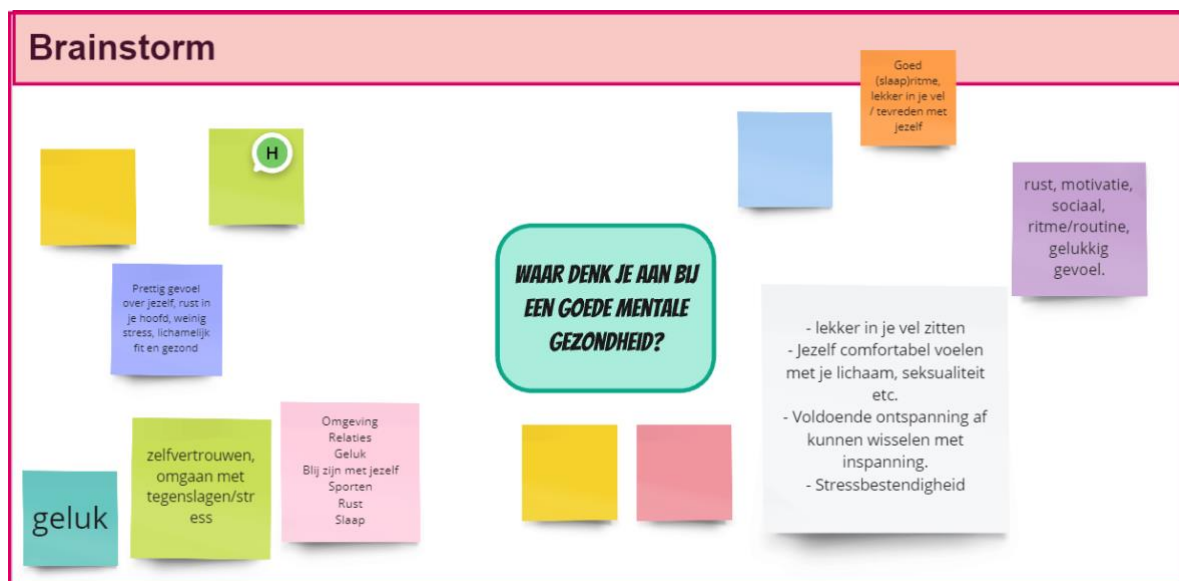 Brainstorm
Goed
(slaap)ritme,
lekker in je vel
/ tevreden met
jezelf
H
rust, motivatie,
sociaal,
ritme/routine,
gelukkig
gevoel.
WAAR DENK JE AAN BIJ
EEN GOEDE MENTALE
GEZONDHEID?
Prettig gevoel
over jezelf, rust in
je hoofd, weinig
stress, lichamelijk
fit en gezond
- lekker in je vel zitten
- Jezelf comfortabel voelen
met je lichaam, seksualiteit
etc.
- Voldoende ontspanning af
kunnen wisselen met
inspanning.
- Stressbestendigheid
geluk
zelfvertrouwen,
omgaan met
tegenslagen/str
ess
Omgeving
Relaties
Geluk
Blij zijn met jezelf
Sporten
Rust
Slaap